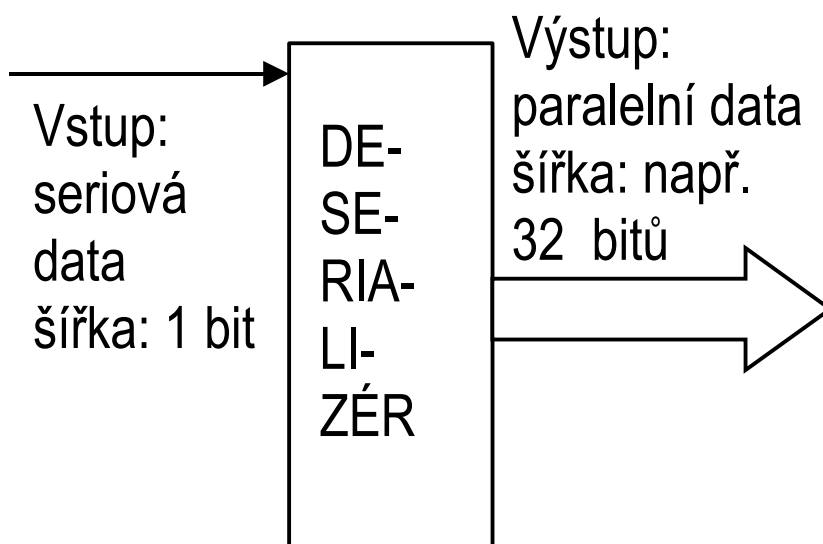 Vstup:
seriová
data
šířka: 1 bit
DE-
SE-
RIA-
LI-
ZÉR
Výstup:
paralelní data
šířka: např.
32 bitů